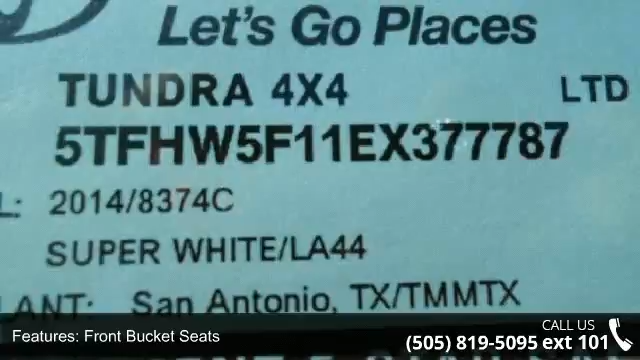 Let's Go Places
TUNDRA 4X4 LTD
5TFHW5F11EX377787
L: 2014/8374C
SUPER WHITE/LA44
LANT: San Antonio, TX/TMMTX
CALL US
Features: Front Bucket Seats
(505) 819-5095 ext 101